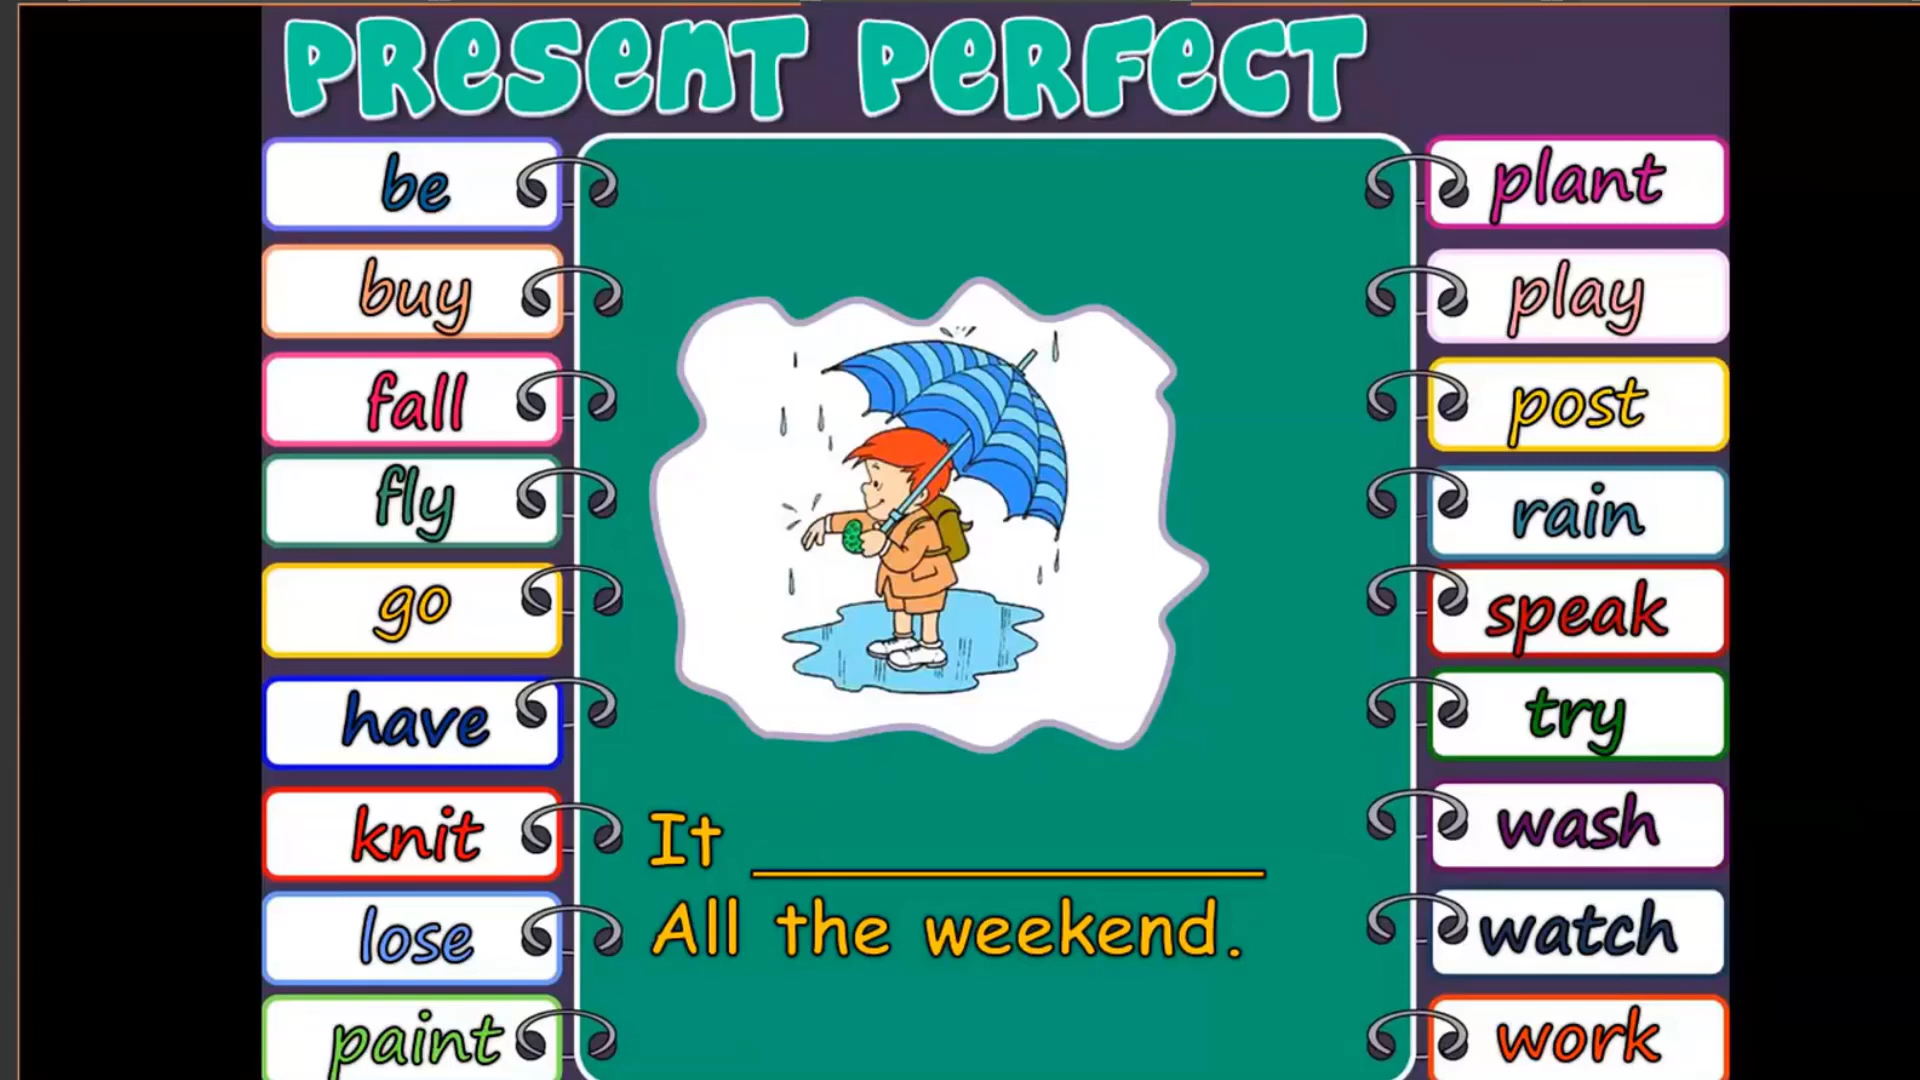 PRESENT PERFECT
be
buy
fall
fly
go
have
knit
lose
paint
It ____________
All the weekend.
plant
play
post
rain
speak
try
wash
watch
work